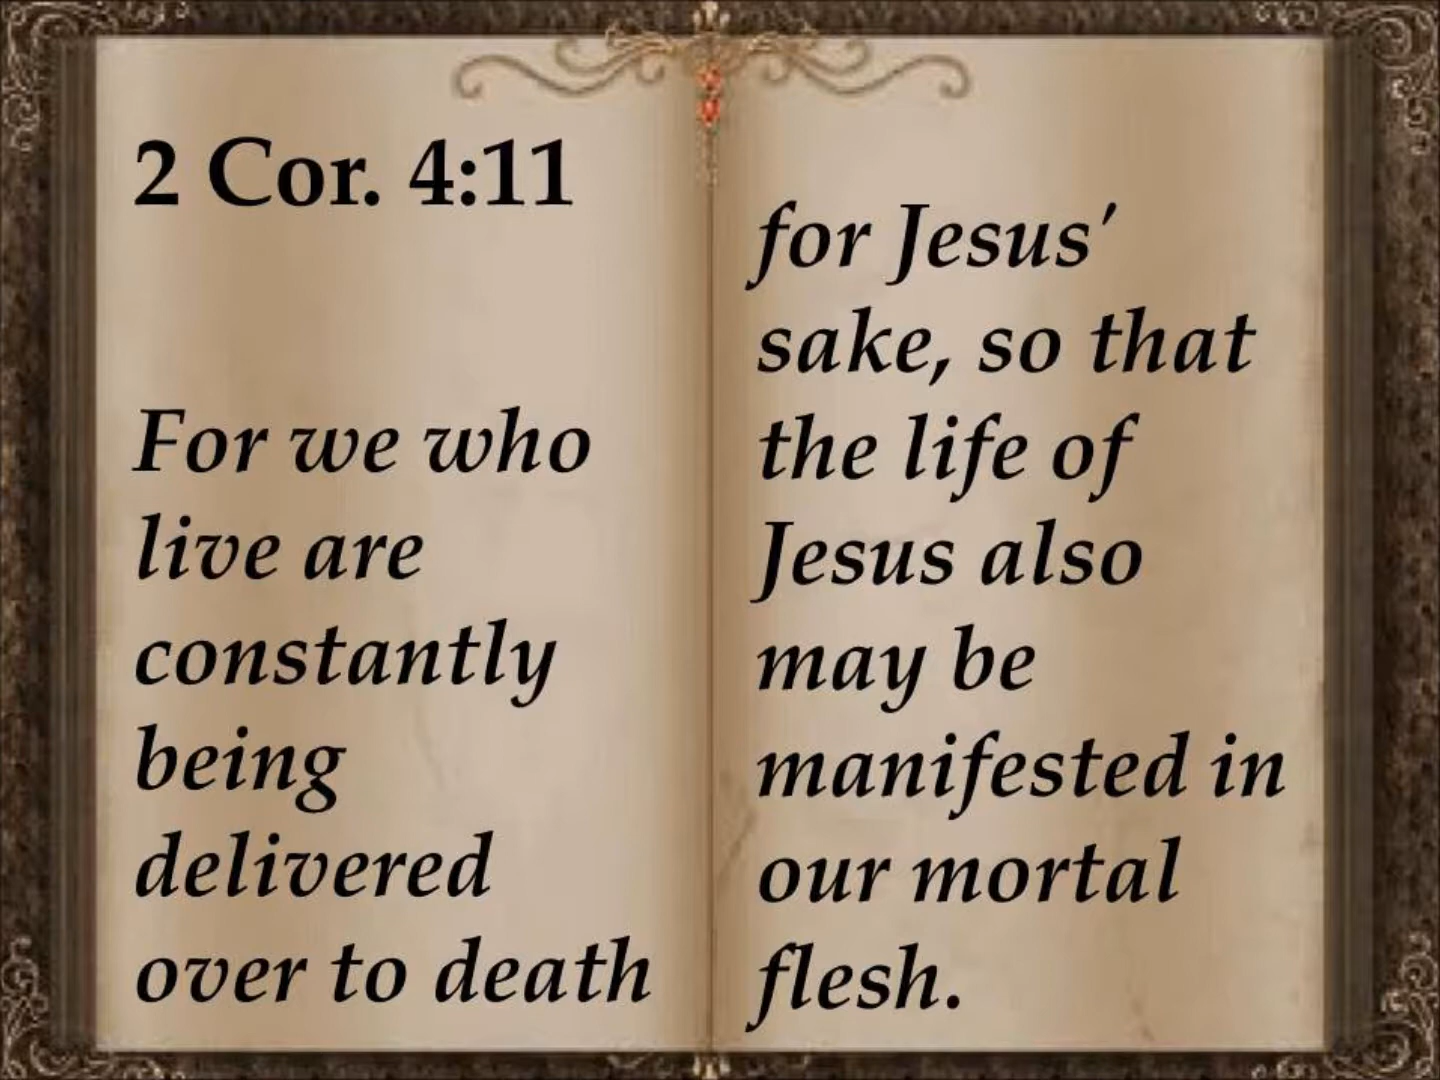 2 Cor. 4:11
For we who
live are
constantly
being
delivered
over to death
for Jesus'
sake, so that
the life of
Jesus also
may be
manifested in
our mortal
flesh.